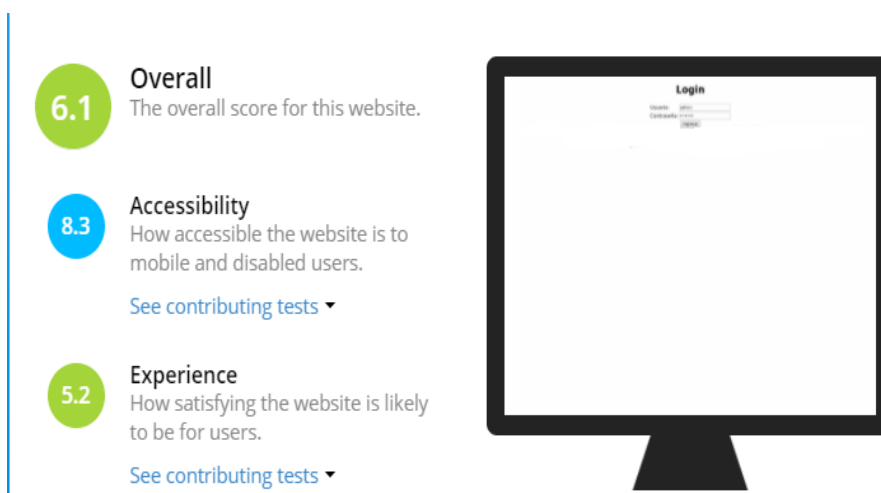 6.1
Overall
The overall score for this website.
8.3
Accessibility
How accessible the website is to
mobile and disabled users.
See contributing tests
5.2
Experience
How satisfying the website is likely
to be for users.
See contributing tests
Login
Usuario:
Contraseña: